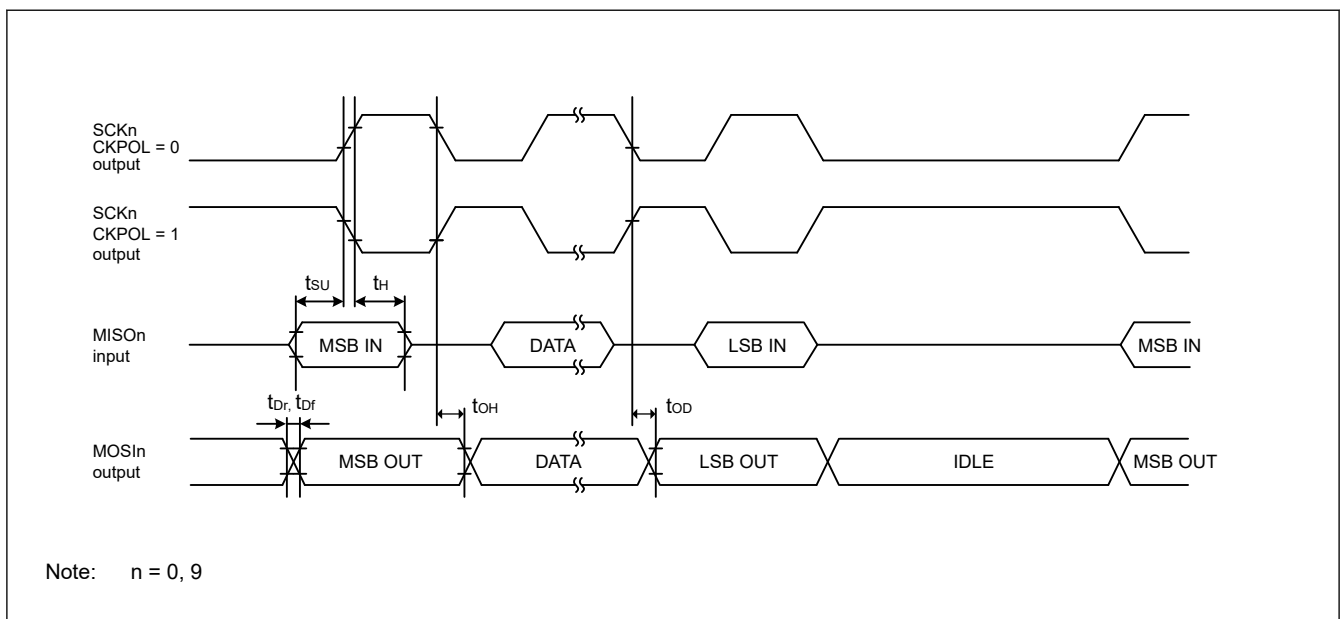 SCKn
CKPOL = 0
output
SCKn
CKPOL = 1
output
tSU
tH
MISOn
input
MSB IN
DATA
LSB IN
MSB IN
tDr, tDf
tOH
tOD
MOSIn
output
MSB OUT
DATA
LSB OUT
IDLE
MSB OUT
Note: n = 0, 9